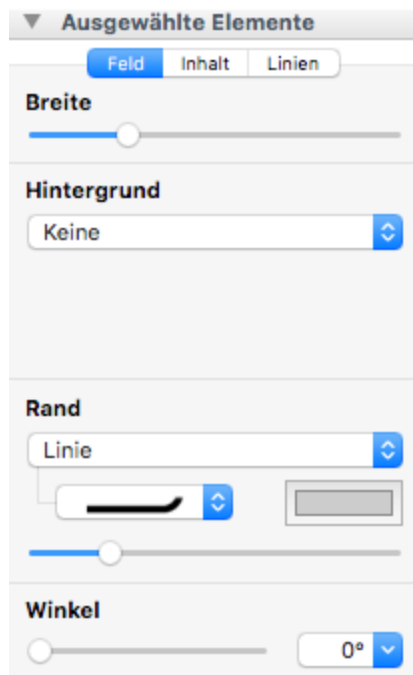 Ausgewählte Elemente
Feld Inhalt Linien
Breite
Hintergrund
Keine
Rand
Linie
Winkel
0°